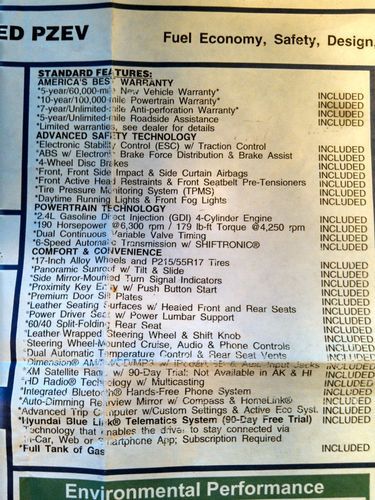 ED PZEV
Fuel Economy, Safety, Design,
STANDARD FEATURES:
AMERICA'S BEST WARRANTY
*5-year/60,000-mile New Vehicle Warranty* INCLUDED
*10-year/100,000-mile Powertrain Warranty* INCLUDED
*7-year/Unlimited-mile Anti-perforation Warranty* INCLUDED
*5-year/Unlimited-mile Roadside Assistance INCLUDED
*Limited warranties, see dealer for details
ADVANCED SAFETY TECHNOLOGY
*Electronic Stability Control (ESC) w/ Traction Control INCLUDED
*ABS w/ Electronic Brake Force Distribution & Brake Assist INCLUDED
*4-Wheel Disc Brakes INCLUDED
*Front, Front Side Impact & Side Curtain Airbags INCLUDED
*Front Active Head Restraints & Front Seatbelt Pre-Tensioners INCLUDED
*Tire Pressure Monitoring System (TPMS) INCLUDED
*Daytime Running Lights & Front Fog Lights INCLUDED
POWERTRAIN TECHNOLOGY
*2.4L Gasoline Direct Injection (GDI) 4-Cylinder Engine INCLUDED
*190 Horsepower @6,300 rpm / 179 lb-ft Torque @4,250 rpm INCLUDED
*Dual Continuous Variable Valve Timing INCLUDED
*6-Speed Automatic Transmission w/ SHIFTRONIC® INCLUDED
COMFORT & CONVENIENCE
*17-Inch Alloy Wheels and P215/55R17 Tires INCLUDED
*Panoramic Sunroof w/ Tilt & Slide INCLUDED
*Side Mirror-Mounted Turn Signal Indicators INCLUDED
*Proximity Key Entry w/ Push Button Start INCLUDED
*Premium Door Sill Plates INCLUDED
*Leather Seating Surfaces w/ Heated Front and Rear Seats INCLUDED
*Power Driver Seat w/ Power Lumbar Support INCLUDED
*60/40 Split-Folding Rear Seat INCLUDED
*Leather Wrapped Steering Wheel & Shift Knob INCLUDED
*Steering Wheel-Mounted Cruise, Audio & Phone Controls INCLUDED
*Dual Automatic Temperature Control & Rear Seat Vents INCLUDED
*Dimension® Input Jacks INCLUDED
*XM Satellite Radio w/ 90-Day Trial: Not Available in AK & HI INCLUDED
*HD Radio® Technology w/ Multicasting INCLUDED
*Integrated Bluetooth® Hands-Free Phone System INCLUDED
*Auto-Dimming Rearview Mirror w/ Compass & HomeLink® INCLUDED
*Advanced Trip Computer w/Custom Settings & Active Eco Syst. INCLUDED
*Hyundai Blue Link® Telematics System (90-Day Free Trial) INCLUDED
Technology that enables the driver to stay connected via
In-Car, Web or Smartphone App; Subscription Required
*Full Tank of Gas INCLUDED
Environmental Performance